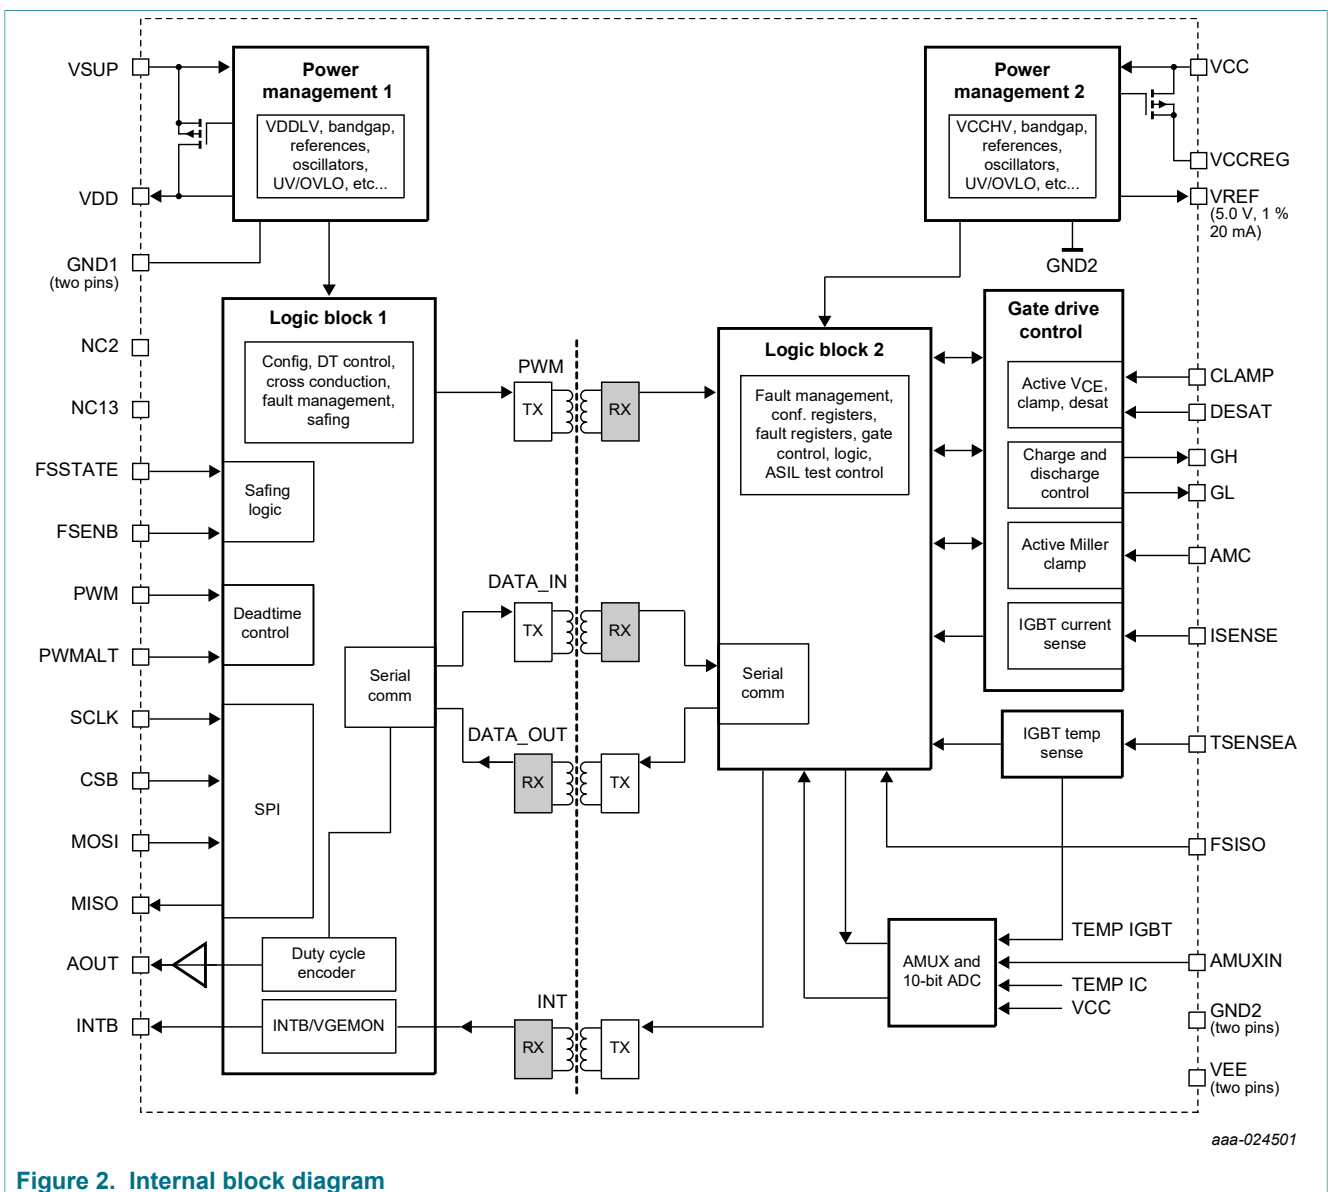 VSUP
VDD
GND1
(two pins)
NC2
NC13
FSSTATE
FSENB
PWM
PWMALT
SCLK
CSB
MOSI
MISO
AOUT
INTB
Power
management 1
VDDLV, bandgap,
references,
oscillators,
UV/OVLO, etc...
Logic block 1
Config, DT control,
cross conduction,
fault management,
safing
Safing
logic
Deadtime
control
Serial
comm
SPI
Duty cycle
encoder
INTB/VGEMON
PWM
TX
RX
DATA_IN
TX
RX
DATA_OUT
RX
TX
INT
RX
TX
Power
management 2
VCCHV, bandgap,
references,
oscillators,
UV/OVLO, etc...
GND2
Logic block 2
Fault management,
conf. registers,
fault registers, gate
control, logic,
ASIL test control
Serial
comm
Gate drive
control
Active VCE,
clamp, desat
Charge and
discharge
control
Active Miller
clamp
IGBT current
sense
IGBT temp
sense
AMUX and
10-bit ADC
TEMP IGBT
TEMP IC
VCC
VCC
VCCREG
VREF
(5.0 V, 1 %
20 mA)
CLAMP
DESAT
GH
GL
AMC
ISENSE
TSENSEA
FSISO
AMUXIN
GND2
(two pins)
VEE
(two pins)
aaa-024501
Figure 2. Internal block diagram